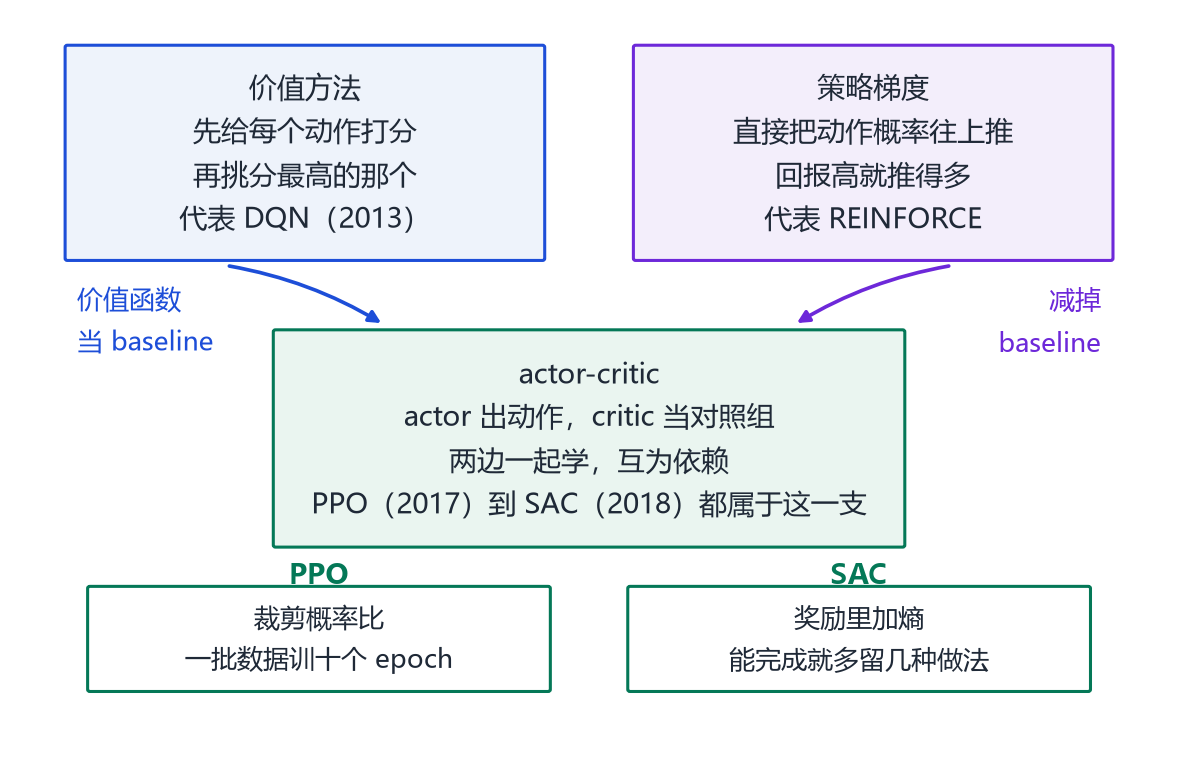 价值方法
先给每个动作打分
再挑分最高的那个
代表 DQN（2013）
策略梯度
直接把动作概率往上推
回报高就推得多
代表 REINFORCE
价值函数
当 baseline
减掉
baseline
actor-critic
actor 出动作，critic 当对照组
两边一起学，互为依赖
PPO（2017）到 SAC（2018）都属于这一支
PPO
裁剪概率比
一批数据训十个 epoch
SAC
奖励里加熵
能完成就多留几种做法